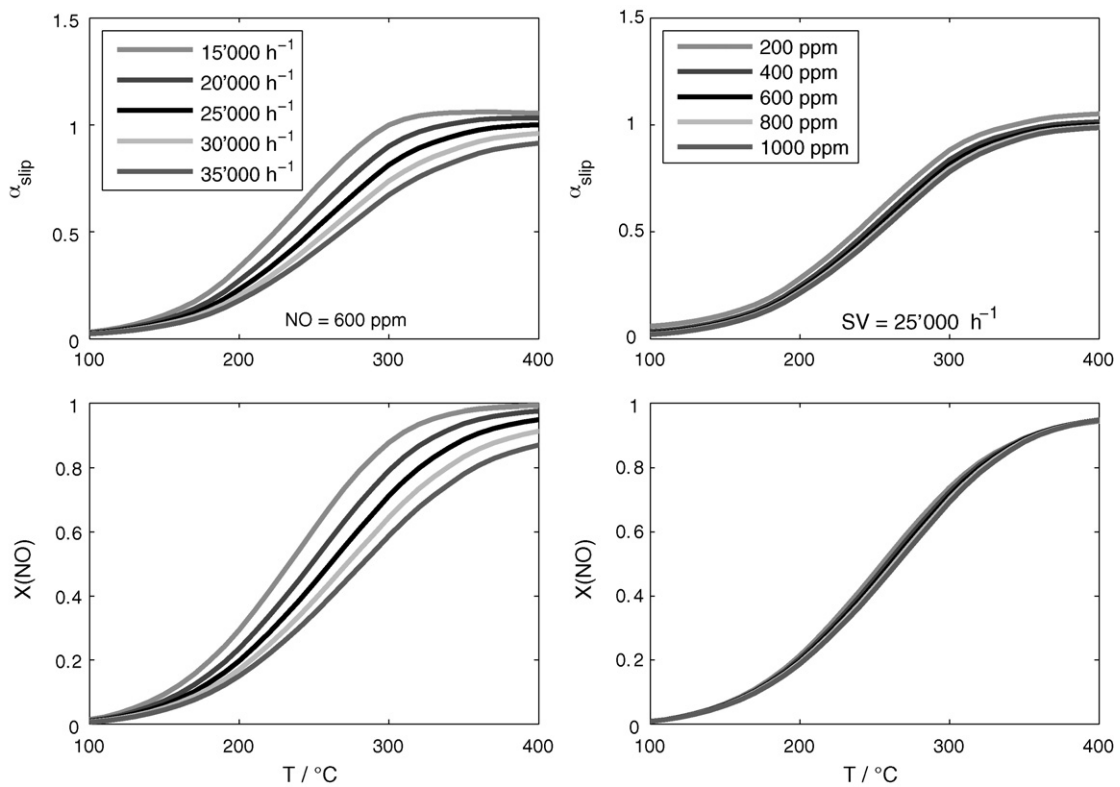 1.5
1
0.5
0
α_slip
15'000 h⁻¹
20'000 h⁻¹
25'000 h⁻¹
30'000 h⁻¹
35'000 h⁻¹
NO = 600 ppm
100
200
300
400
1.5
1
0.5
0
α_slip
200 ppm
400 ppm
600 ppm
800 ppm
1000 ppm
SV = 25'000 h⁻¹
100
200
300
400
1
0.8
0.6
0.4
0.2
0
X(NO)
100
200
300
400
T / °C
1
0.8
0.6
0.4
0.2
0
X(NO)
100
200
300
400
T / °C